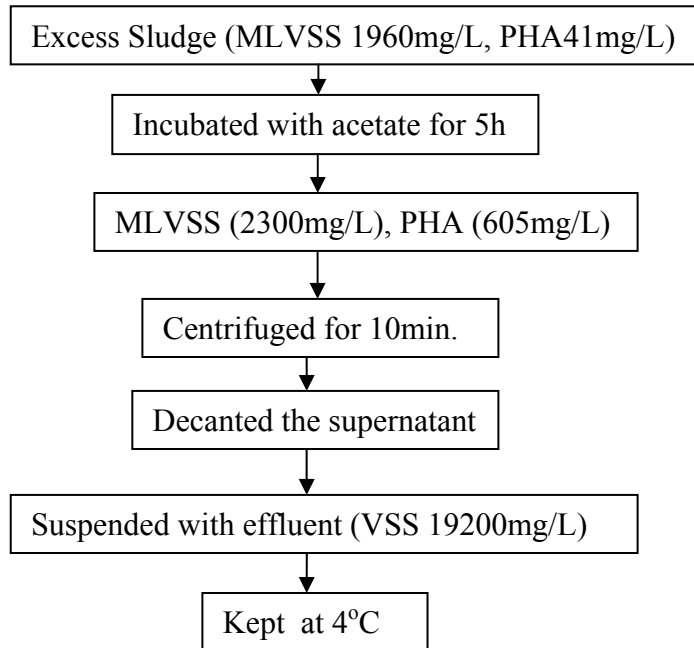 Excess Sludge (MLVSS 1960mg/L, PHA41mg/L)
Incubated with acetate for 5h
MLVSS (2300mg/L), PHA (605mg/L)
Centrifuged for 10min.
Decanted the supernatant
Suspended with effluent (VSS 19200mg/L)
Kept at 4°C